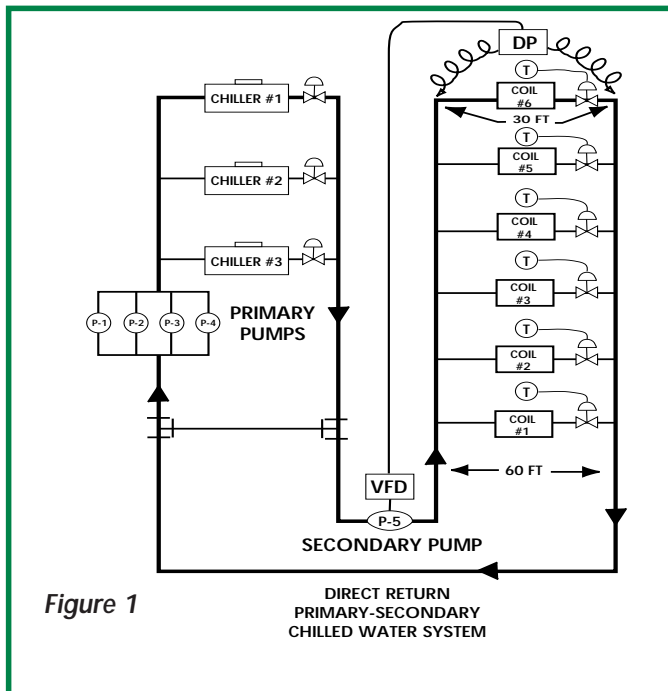 DP
T
COIL
#6
30 FT
CHILLER #1
T
COIL
#5
CHILLER #2
T
COIL
#4
CHILLER #3
T
COIL
#3
P-1 P-2 P-3 P-4
PRIMARY
PUMPS
T
COIL
#2
T
COIL
#1
60 FT
VFD
P-5
SECONDARY PUMP
Figure 1
DIRECT RETURN
PRIMARY-SECONDARY
CHILLED WATER SYSTEM